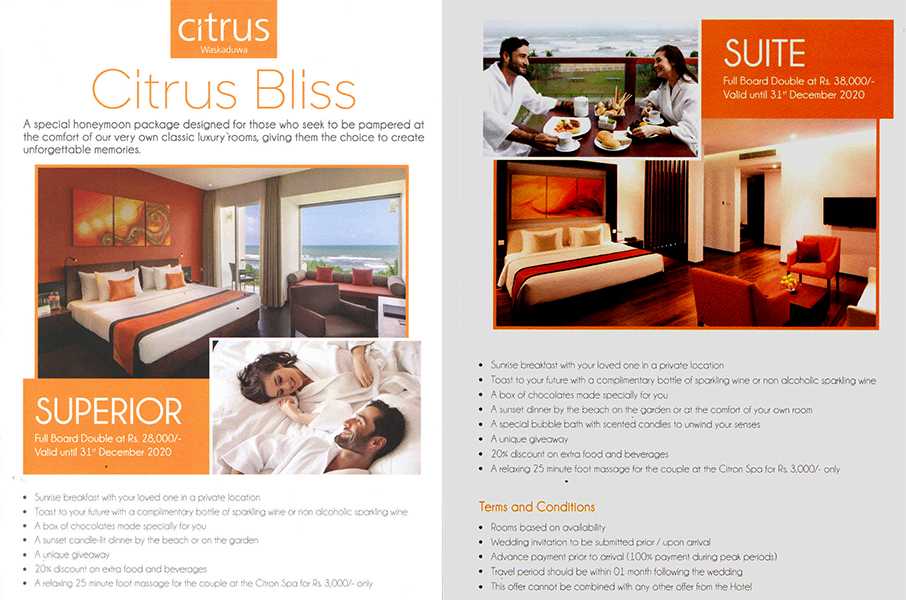 citrus
Waskaduwa
Citrus Bliss
A special honeymoon package designed for those who seek to be pampered at
the comfort of our very own classic luxury rooms, giving them the choice to create
unforgettable memories.
SUPERIOR
Full Board Double at Rs. 28,000/-
Valid until 31st December 2020
• Sunrise breakfast with your loved one in a private location
• Toast to your future with a complimentary bottle of sparkling wine or non alcoholic sparkling wine
• A box of chocolates made specially for you
• A sunset candle-lit dinner by the beach or on the garden
• A unique giveaway
• 20% discount on extra food and beverages
• A relaxing 25 minute foot massage for the couple at the Citron Spa for Rs. 3,000/- only
SUITE
Full Board Double at Rs. 38,000/-
Valid until 31st December 2020
• Sunrise breakfast with your loved one in a private location
• Toast to your future with a complimentary bottle of sparkling wine or non alcoholic sparkling wine
• A box of chocolates made specially for you
• A sunset dinner by the beach on the garden or at the comfort of your own room
• A special bubble bath with scented candles to unwind your senses
• A unique giveaway
• 20% discount on extra food and beverages
• A relaxing 25 minute foot massage for the couple at the Citron Spa for Rs. 3,000/- only
Terms and Conditions
• Rooms based on availability
• Wedding invitation to be submitted prior / upon arrival
• Advance payment prior to arrival (100% payment during peak periods)
• Travel period should be within 01 month following the wedding
• This offer cannot be combined with any other offer from the Hotel